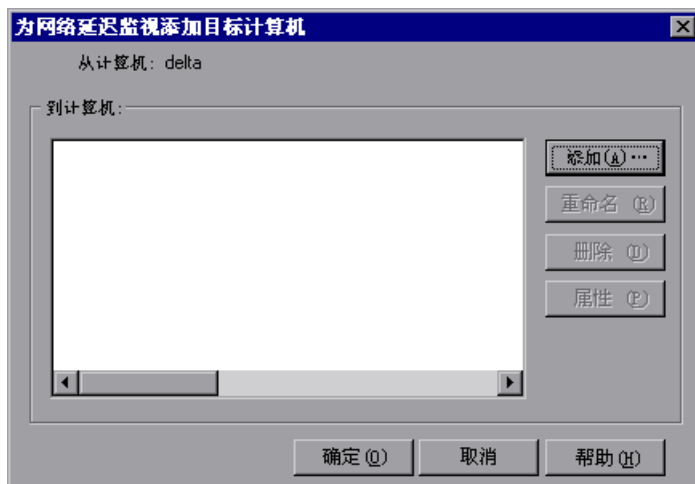 为网络延迟监视添加目标计算机
从计算机: delta
到计算机:
添加(A)...
重命名 (R)
删除 (D)
属性 (P)
确定(O)
取消
帮助(H)